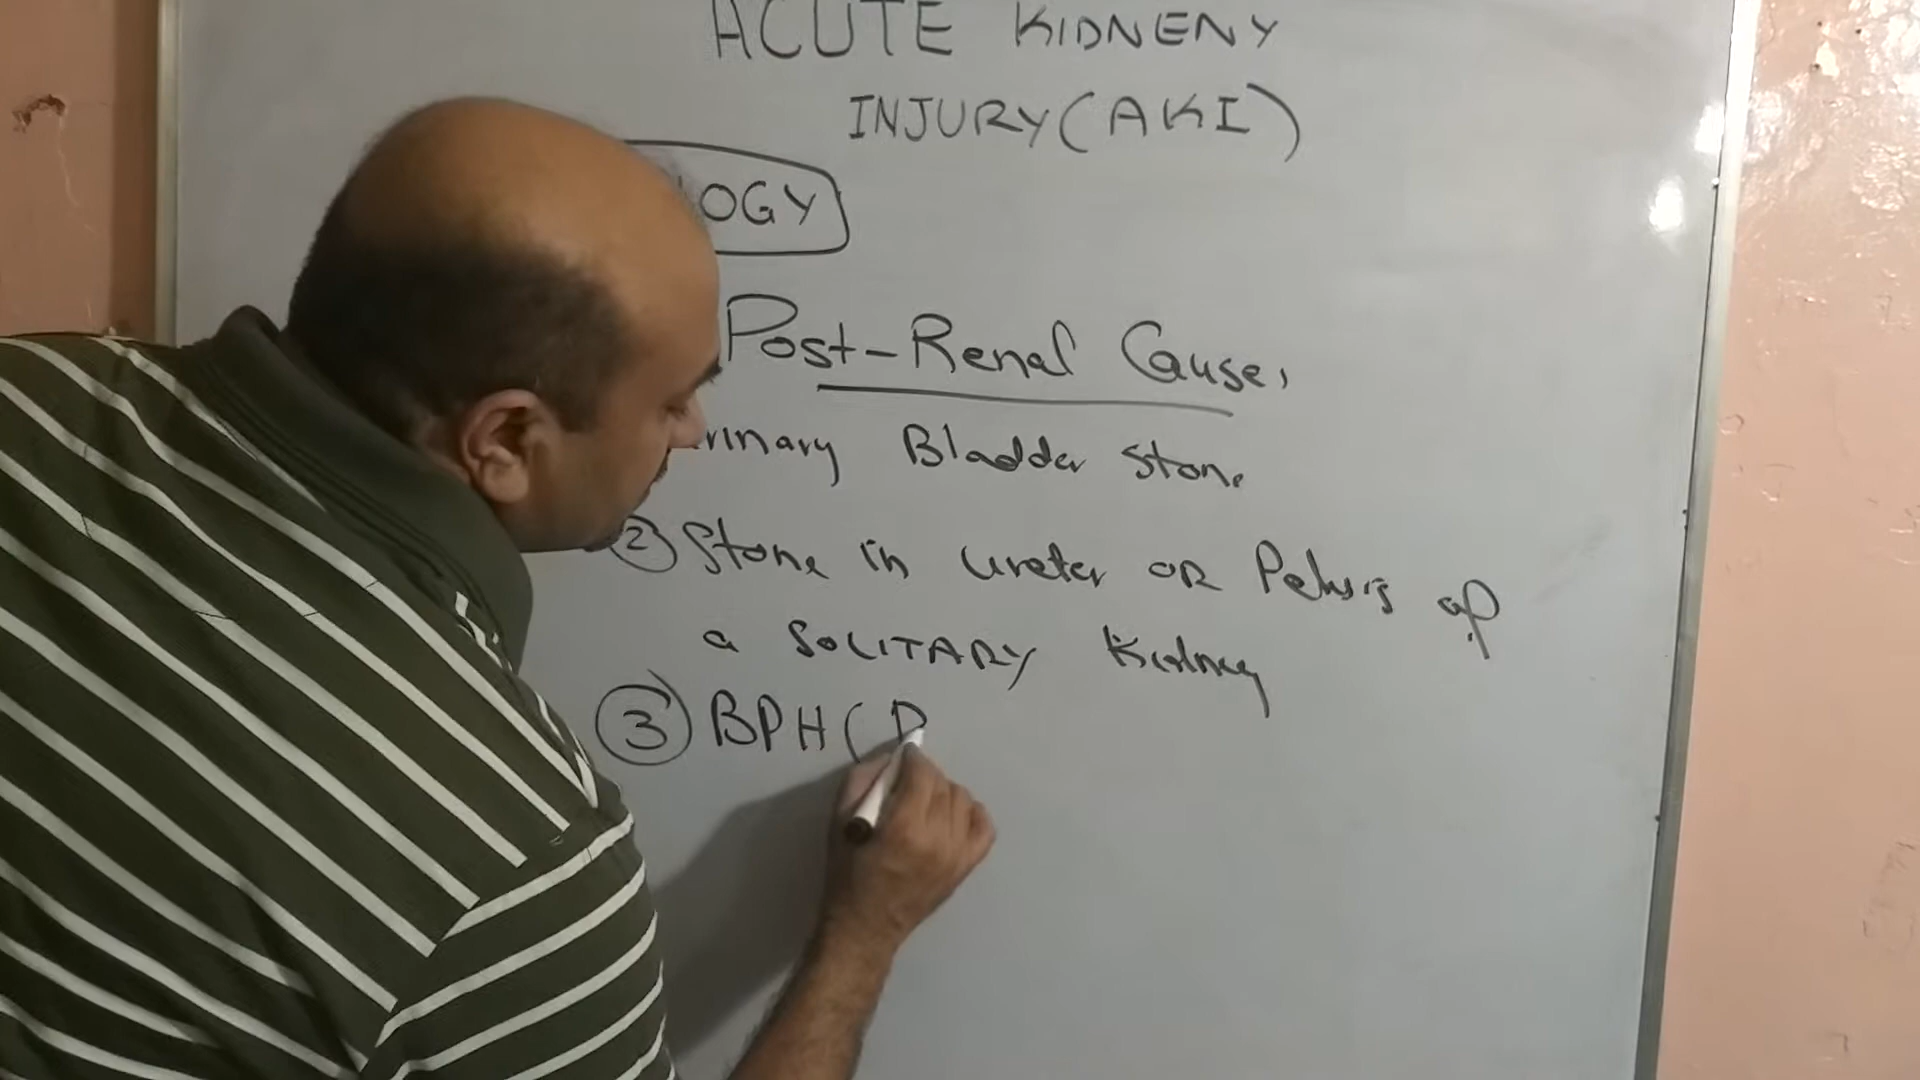 ACUTE KIDNENY
INJURY (AKI)
OGY
Post-Renal Causes
rinary Bladder Stone
② Stone in Ureter OR Pelvis of
a SOLITARY Kidney
③ BPH (P